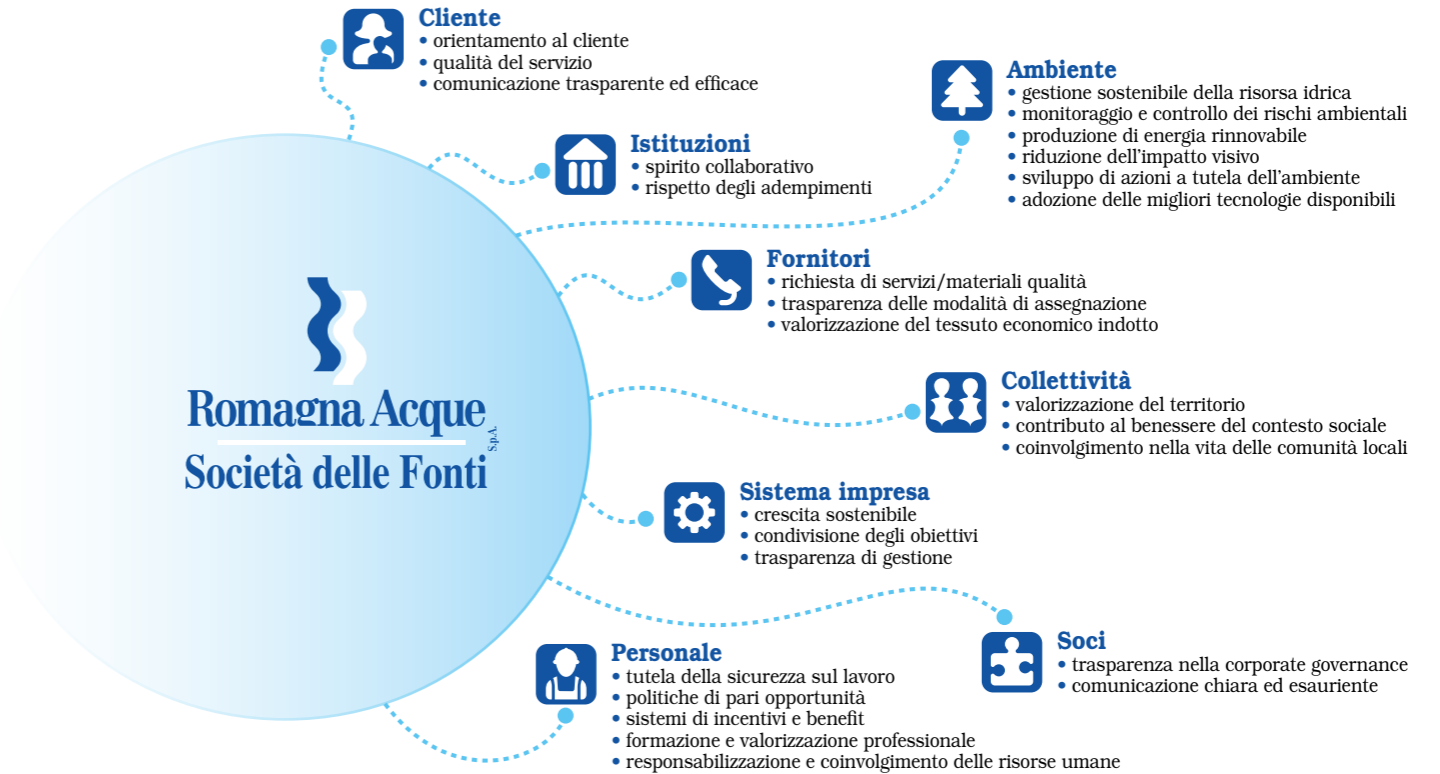 Cliente
• orientamento al cliente
• qualità del servizio
• comunicazione trasparente ed efficace
Ambiente
• gestione sostenibile della risorsa idrica
• monitoraggio e controllo dei rischi ambientali
• produzione di energia rinnovabile
• riduzione dell'impatto visivo
• sviluppo di azioni a tutela dell'ambiente
• adozione delle migliori tecnologie disponibili
Istituzioni
• spirito collaborativo
• rispetto degli adempimenti
Fornitori
• richiesta di servizi/materiali qualità
• trasparenza delle modalità di assegnazione
• valorizzazione del tessuto economico indotto
Romagna Acque
Società delle Fonti
S.p.A.
Collettività
• valorizzazione del territorio
• contributo al benessere del contesto sociale
• coinvolgimento nella vita delle comunità locali
Sistema impresa
• crescita sostenibile
• condivisione degli obiettivi
• trasparenza di gestione
Soci
• trasparenza nella corporate governance
• comunicazione chiara ed esauriente
Personale
• tutela della sicurezza sul lavoro
• politiche di pari opportunità
• sistemi di incentivi e benefit
• formazione e valorizzazione professionale
• responsabilizzazione e coinvolgimento delle risorse umane